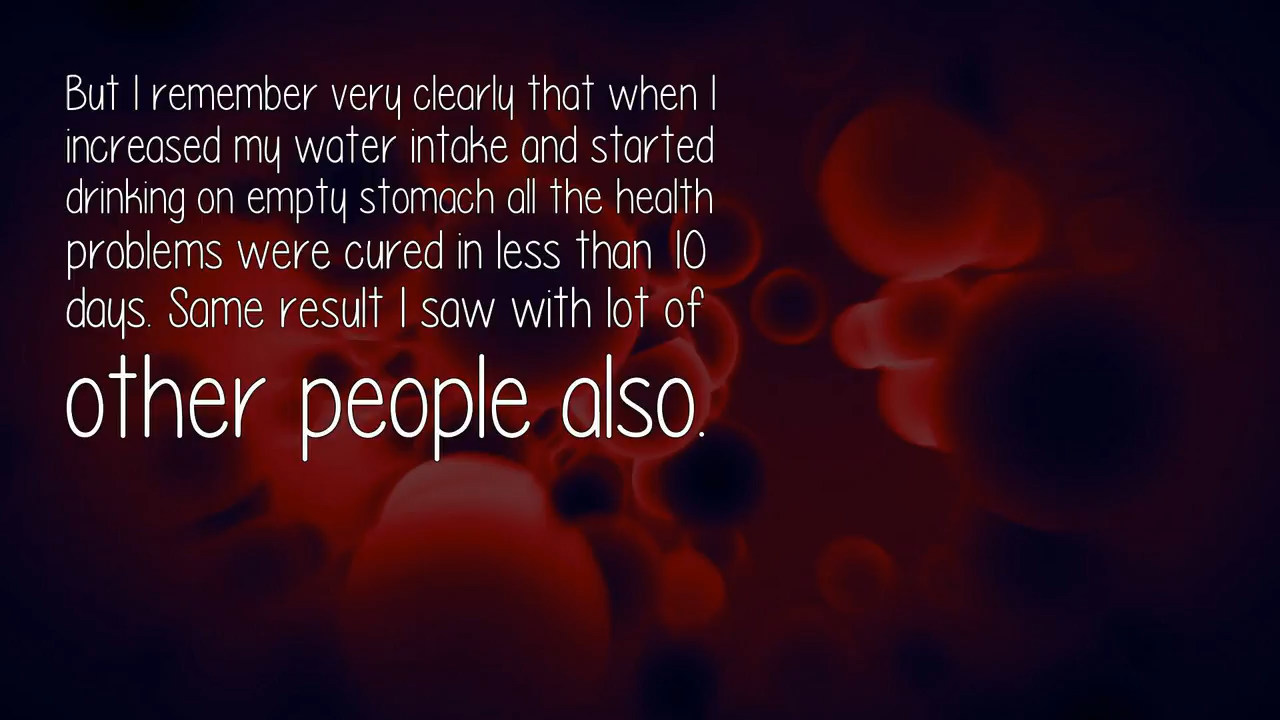 But I remember very clearly that when I
increased my water intake and started
drinking on empty stomach all the health
problems were cured in less than 10
days. Same result I saw with lot of
other people also.